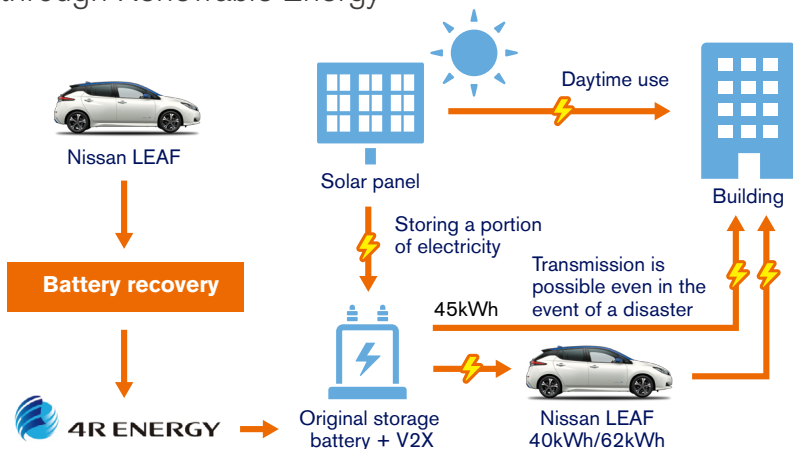 through Renewable Energy
Daytime use
Nissan LEAF
Solar panel
Building
Storing a portion
of electricity
Battery recovery
Transmission is
possible even in the
event of a disaster
45kWh
4R ENERGY
Original storage
battery + V2X
Nissan LEAF
40kWh/62kWh